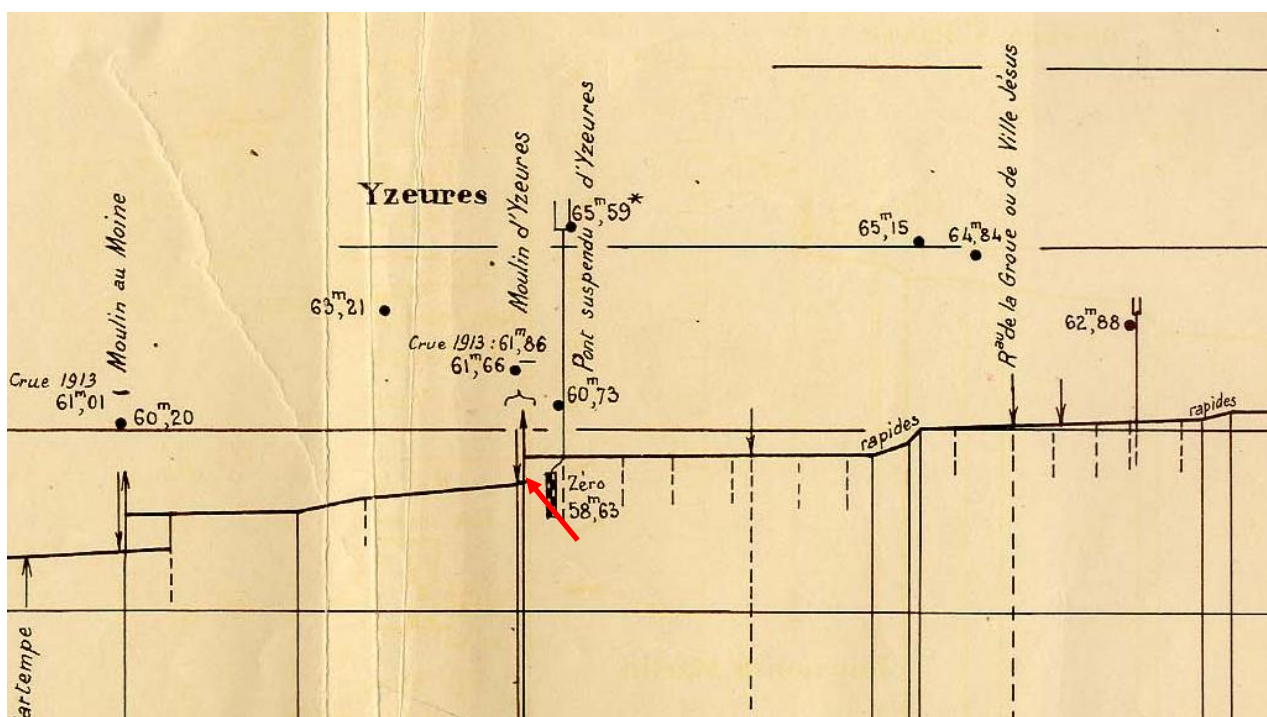 Yzeures
Moulin au Moine
Crue 1913
61ᵐ,01
60ᵐ,20
63ᵐ,21
Moulin d'Yzeures
Crue 1913 : 61ᵐ,86
61ᵐ,66
Pont suspendu d'Yzeures
65ᵐ,59*
60ᵐ,73
Zéro
58ᵐ,63
rapides
65ᵐ,15
64ᵐ,84
Rᵃᵘ de la Groue ou de Ville Jésus
62ᵐ,88
rapides
artempe